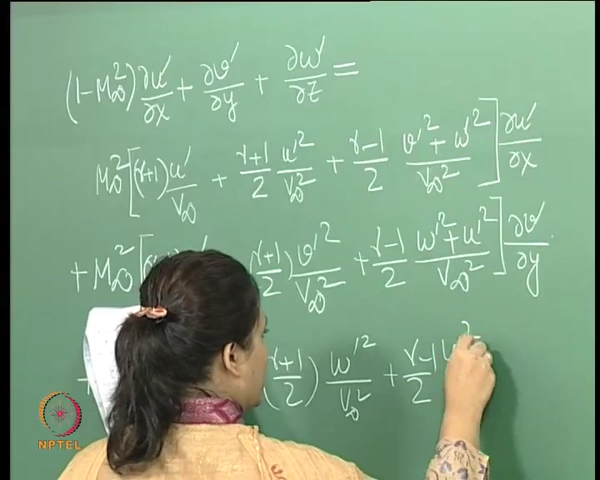 (1-M∞²) ∂u'/∂x + ∂v'/∂y + ∂w'/∂z =
M∞² [(γ+1) u'/V∞ + γ+1/2 u'²/V∞² + γ-1/2 v'²+w'²/V∞²] ∂u'/∂x
+ M∞² [ γ+1/2) v'²/V∞² + γ-1/2 w'²+u'²/V∞²] ∂v'/∂y
+ (γ+1/2) w'²/V∞² + γ-1/2 u'²
NPTEL